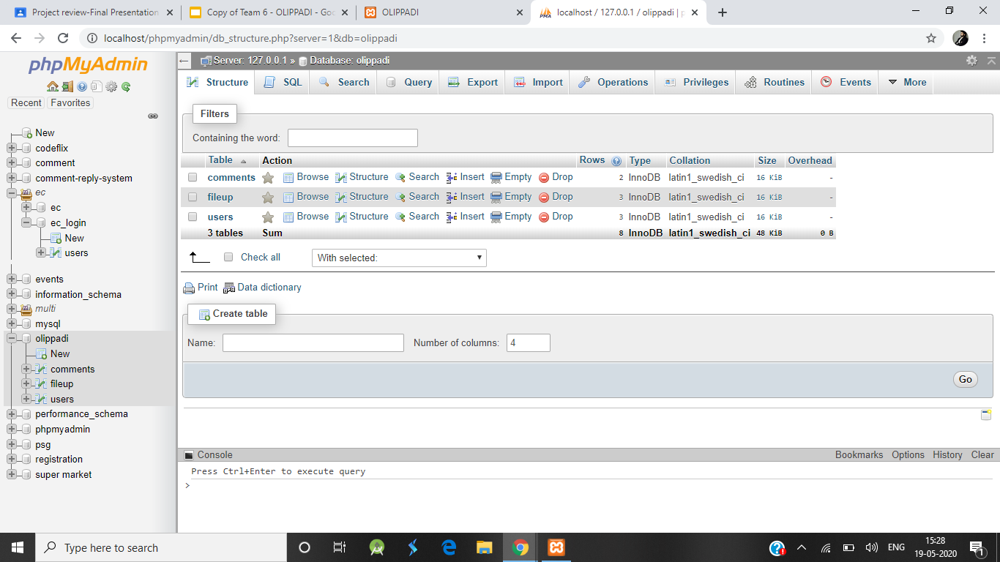 Project review-Final Presentation
Copy of Team 6 - OLIPPADI - Goo
OLIPPADI
localhost / 127.0.0.1 / olippadi | p
localhost/phpmyadmin/db_structure.php?server=1&db=olippadi
phpMyAdmin
Recent Favorites
New
codeflix
comment
comment-reply-system
ec
ec
ec_login
New
users
events
information_schema
multi
mysql
olippadi
New
comments
fileup
users
performance_schema
phpmyadmin
psg
registration
super market
Server: 127.0.0.1 » Database: olippadi
Structure SQL Search Query Export Import Operations Privileges Routines Events More
Filters
Containing the word:
Table Action Rows Type Collation Size Overhead
comments Browse Structure Search Insert Empty Drop 2 InnoDB latin1_swedish_ci 16 KiB -
fileup Browse Structure Search Insert Empty Drop 3 InnoDB latin1_swedish_ci 16 KiB -
users Browse Structure Search Insert Empty Drop 3 InnoDB latin1_swedish_ci 16 KiB -
3 tables Sum 8 InnoDB latin1_swedish_ci 48 KiB 0 B
Check all With selected:
Print Data dictionary
Create table
Name: Number of columns: 4
Go
Console Bookmarks Options History Clear
Press Ctrl+Enter to execute query
>
Type here to search
ENG
15:28
19-05-2020
1